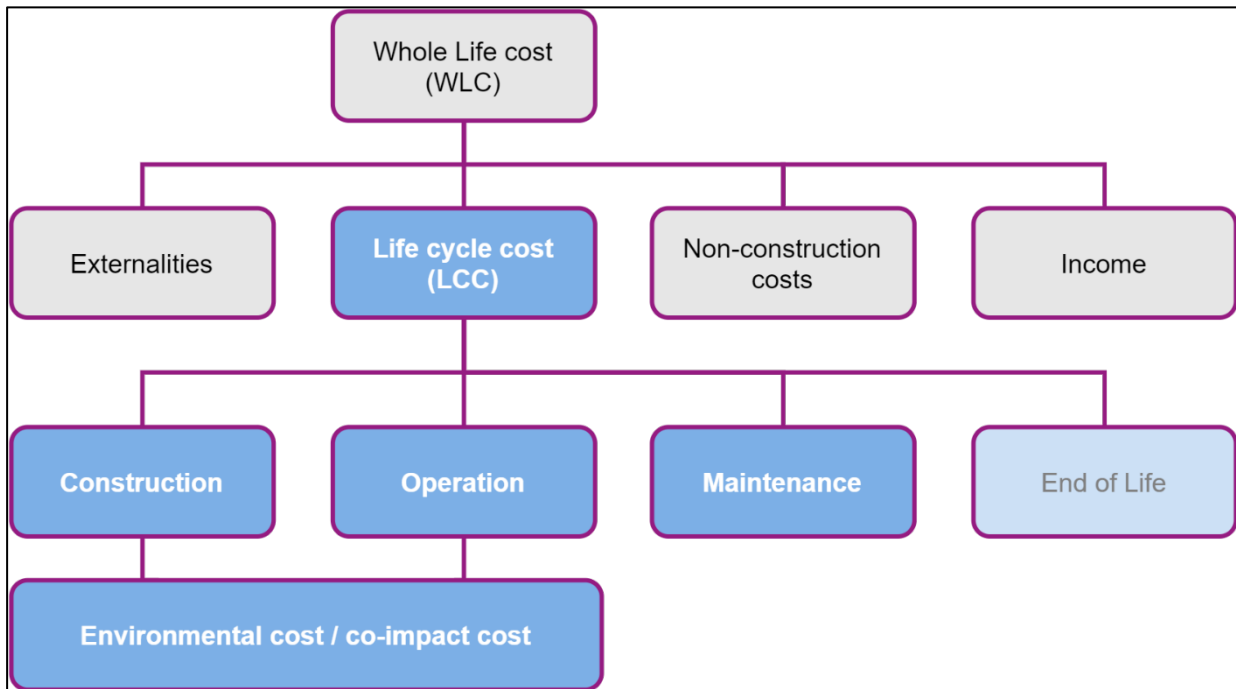 Whole Life cost
(WLC)
Externalities
Life cycle cost
(LCC)
Non-construction
costs
Income
Construction
Operation
Maintenance
End of Life
Environmental cost / co-impact cost